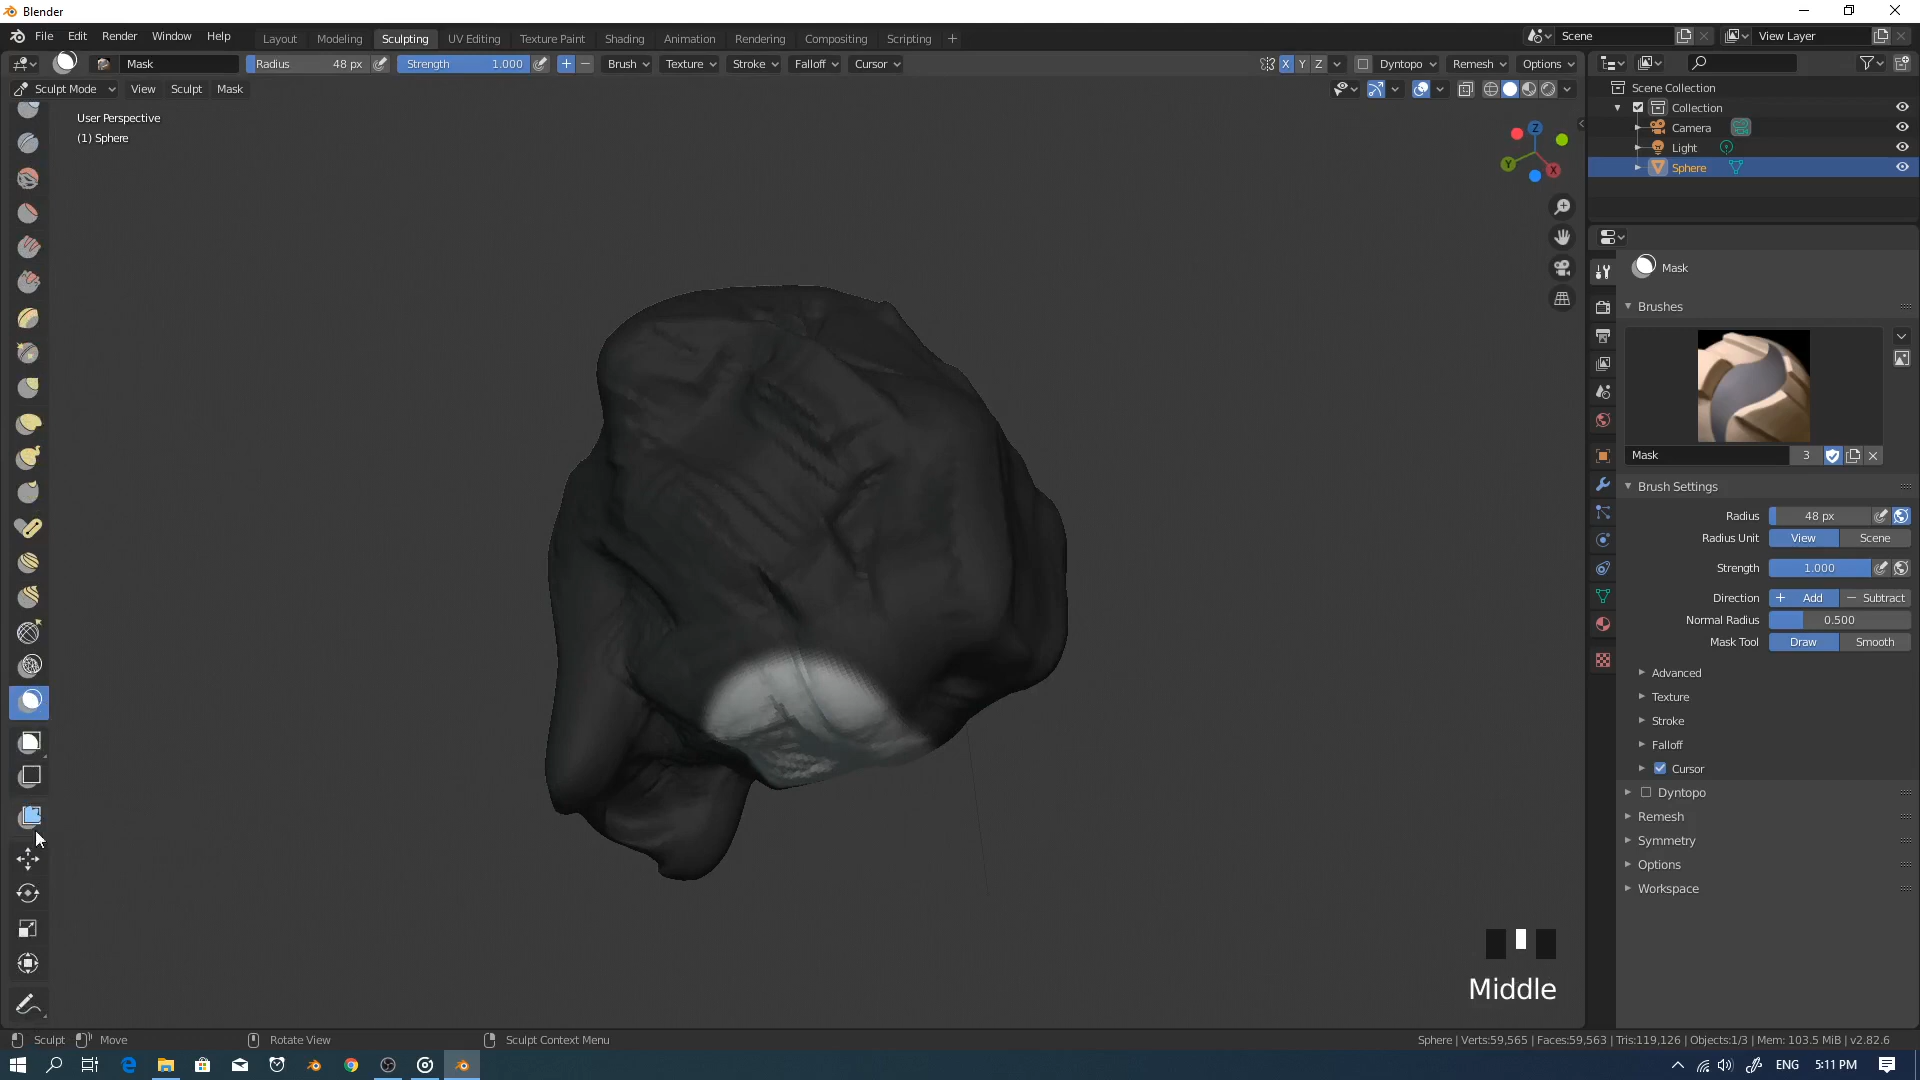 Blender
File Edit Render Window Help
Layout Modeling Sculpting UV Editing Texture Paint Shading Animation Rendering Compositing Scripting
Scene
View Layer
Mask
Radius 48 px
Strength 1.000
Brush Texture Stroke Falloff Cursor
X Y Z
Dyntopo Remesh Options
Sculpt Mode View Sculpt Mask
User Perspective
(1) Sphere
Z
Y
X
Scene Collection
Collection
Camera
Light
Sphere
Mask
Brushes
Mask 3
Brush Settings
Radius 48 px
Radius Unit View Scene
Strength 1.000
Direction + Add − Subtract
Normal Radius 0.500
Mask Tool Draw Smooth
Advanced
Texture
Stroke
Falloff
Cursor
Dyntopo
Remesh
Symmetry
Options
Workspace
Middle
Sculpt Move Rotate View Sculpt Context Menu
Sphere | Verts:59,565 | Faces:59,563 | Tris:119,126 | Objects:1/3 | Mem: 103.5 MiB | v2.82.6
ENG 5:11 PM